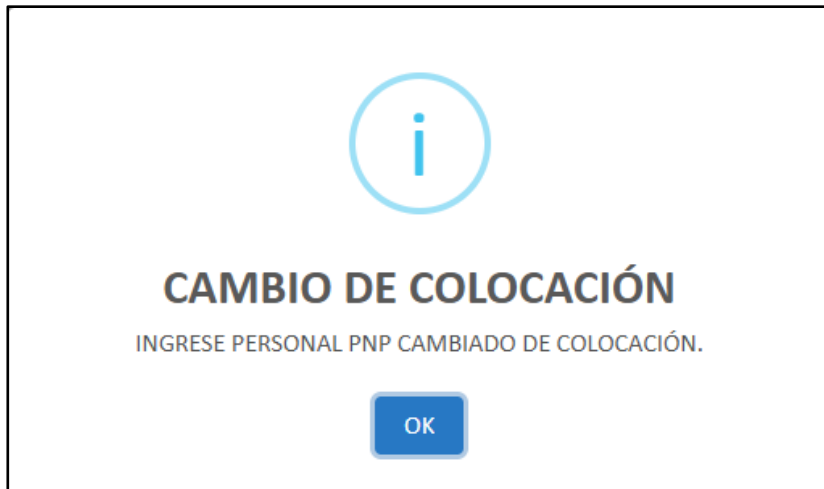 i
CAMBIO DE COLOCACIÓN
INGRESE PERSONAL PNP CAMBIADO DE COLOCACIÓN.
OK